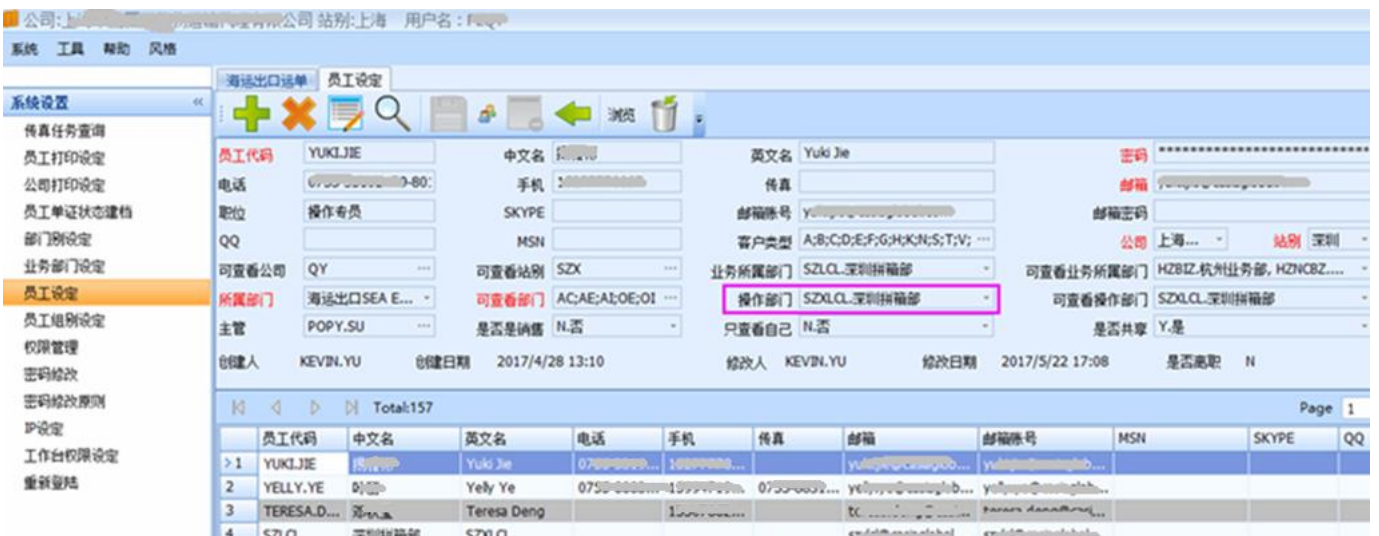 公司:上 公司 站别:上海 用户名:
系统 工具 帮助 风格
海运出口运单 员工设定
系统设置 «
浏览
传真任务查询
员工打印设定
公司打印设定
员工单证状态建档
部门别设定
业务部门设定
员工设定
员工组别设定
权限管理
密码修改
密码修改原则
IP设定
工作台权限设定
重新登陆
员工代码 YUKI.JIE 中文名 英文名 Yuki Jie 密码 ****************************
电话 手机 传真 邮箱
职位 操作专员 SKYPE 邮箱账号 邮箱密码
QQ MSN 客户类型 A;B;C;D;E;F;G;H;K;N;S;T;V; ... 公司 上海... 站别 深圳
可查看公司 QY ... 可查看站别 SZX ... 业务所属部门 SZLCL.深圳拼箱部 可查看业务所属部门 HZBIZ.杭州业务部, HZNCBZ....
所属部门 海运出口SEA E... 可查看部门 AC;AE;AI;OE;OI ... 操作部门 SZXLCL.深圳拼箱部 可查看操作部门 SZXLCL.深圳拼箱部
主管 POPY.SU ... 是否是销售 N.否 只查看自己 N.否 是否共享 Y.是
创建人 KEVIN.YU 创建日期 2017/4/28 13:10 修改人 KEVIN.YU 修改日期 2017/5/22 17:08 是否离职 N
Total:157 Page 1
员工代码 中文名 英文名 电话 手机 传真 邮箱 邮箱账号 MSN SKYPE QQ
>1 YUKI.JIE Yuki Jie
2 YELLY.YE Yelly Ye
3 TERESA.D... Teresa Deng
4